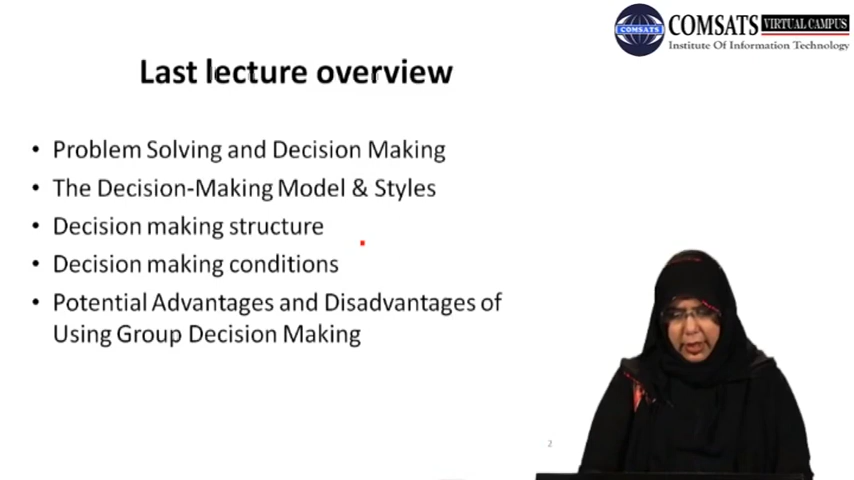 COMSATS VIRTUAL CAMPUS
Institute Of Information Technology
COMSATS
Last lecture overview
• Problem Solving and Decision Making
• The Decision-Making Model & Styles
• Decision making structure
• Decision making conditions
• Potential Advantages and Disadvantages of
Using Group Decision Making
2